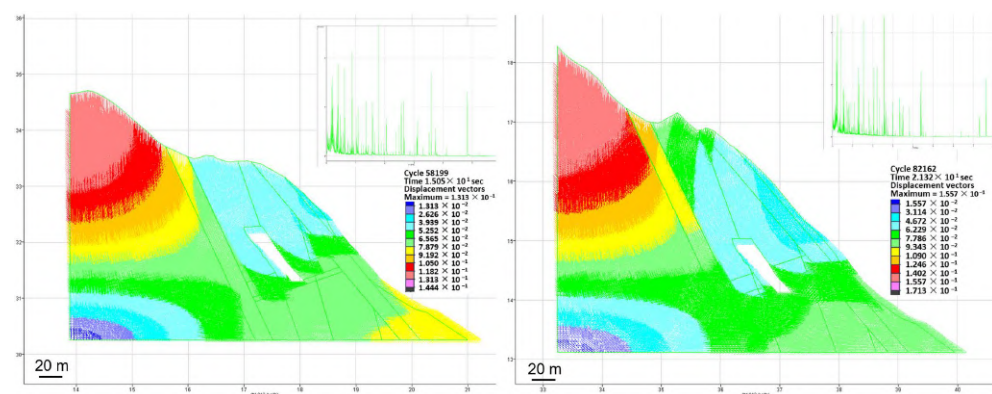 36
35
34
33
32
31
30
14
15
16
17
18
19
20
21
20 m
Cycle 58199
Time 1.505 × 10⁻¹ sec
Displacement vectors
Maximum = 1.313 × 10⁻¹
1.313 × 10⁻²
2.626 × 10⁻²
3.939 × 10⁻²
5.252 × 10⁻²
6.565 × 10⁻²
7.879 × 10⁻²
9.192 × 10⁻²
1.050 × 10⁻¹
1.182 × 10⁻¹
1.313 × 10⁻¹
1.444 × 10⁻¹
18
17
16
15
14
13
33
34
35
36
37
38
39
40
20 m
Cycle 82162
Time 2.132 × 10⁻¹ sec
Displacement vectors
Maximum = 1.557 × 10⁻¹
1.557 × 10⁻²
3.114 × 10⁻²
4.672 × 10⁻²
6.229 × 10⁻²
7.786 × 10⁻²
9.343 × 10⁻²
1.090 × 10⁻¹
1.246 × 10⁻¹
1.402 × 10⁻¹
1.557 × 10⁻¹
1.713 × 10⁻¹